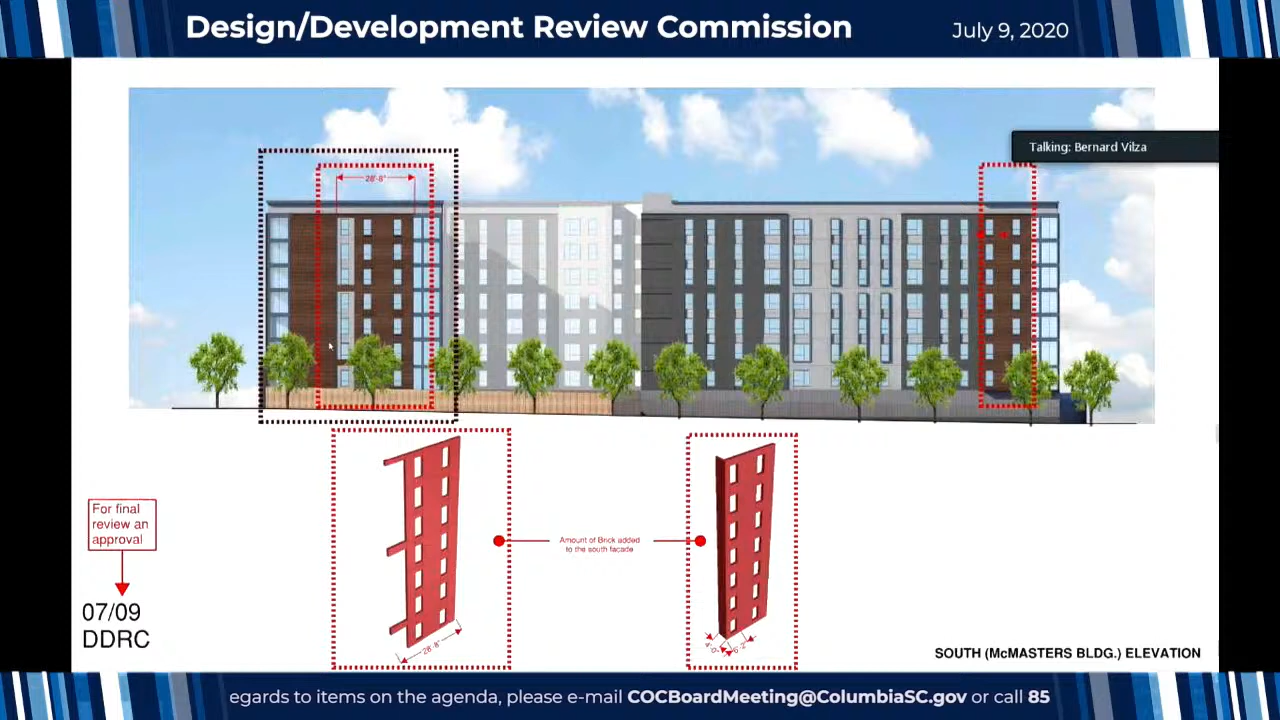 Design/Development Review Commission
July 9, 2020
Talking: Bernard Vilza
28'-8"
For final
review an
approval
07/09
DDRC
Amount of Brick added
to the south facade
28'-8"
SOUTH (McMASTERS BLDG.) ELEVATION
egards to items on the agenda, please e-mail COCBoardMeeting@ColumbiaSC.gov or call 85